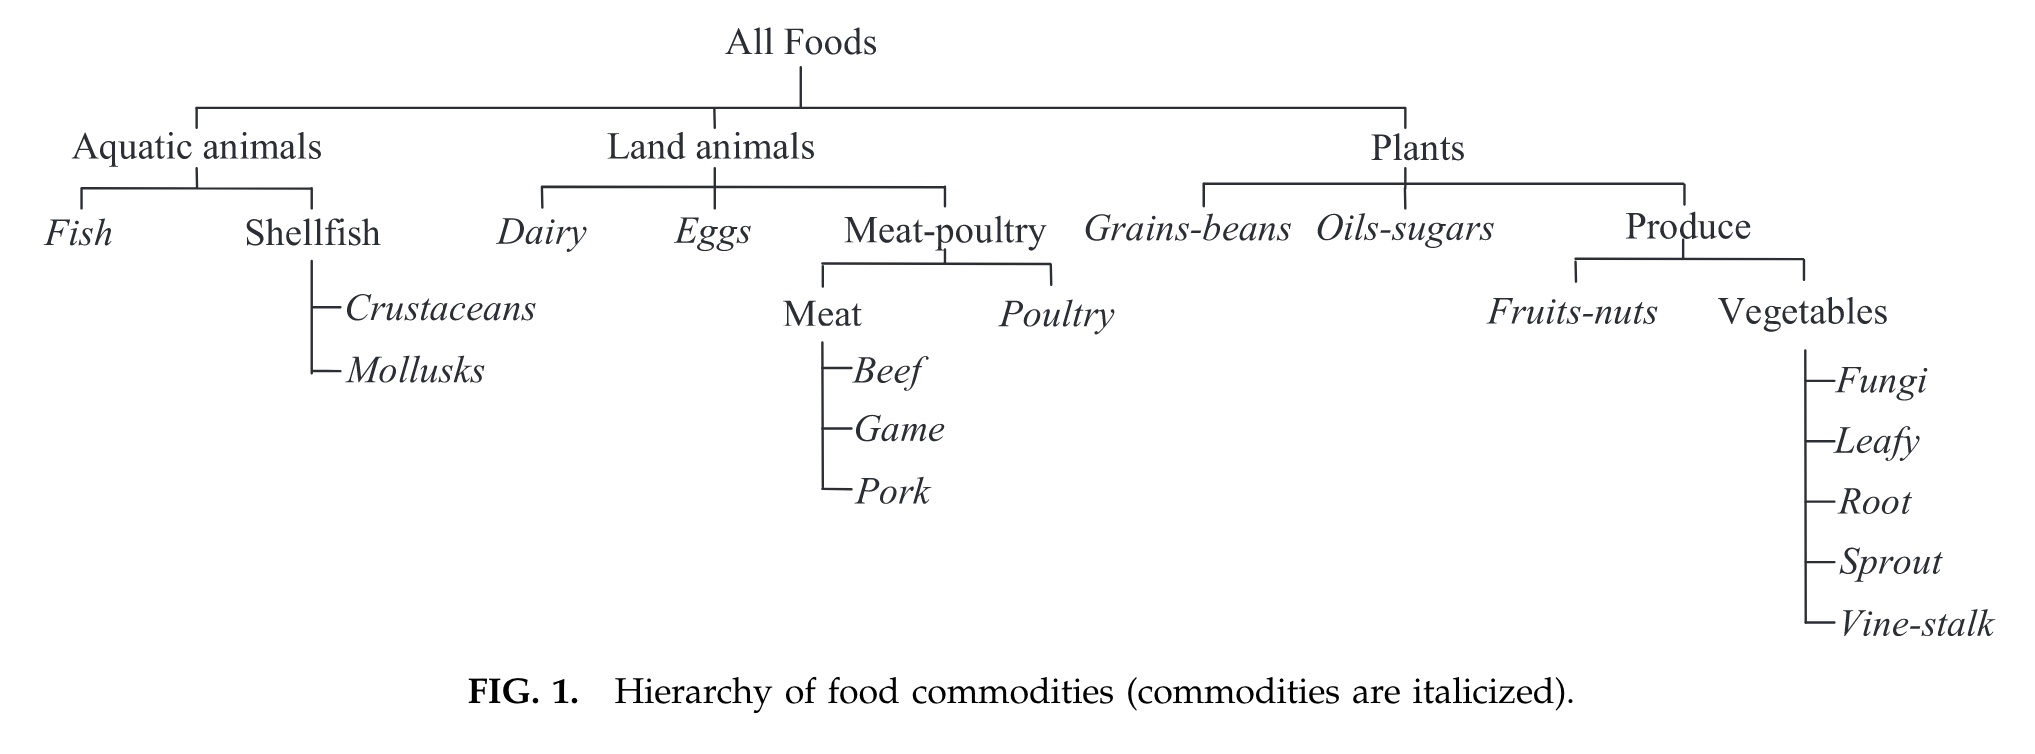 All Foods
Aquatic animals Land animals Plants
Fish Shellfish Dairy Eggs Meat-poultry Grains-beans Oils-sugars Produce
Crustaceans
Mollusks
Meat Poultry
Beef
Game
Pork
Fruits-nuts Vegetables
Fungi
Leafy
Root
Sprout
Vine-stalk
FIG. 1. Hierarchy of food commodities (commodities are italicized).